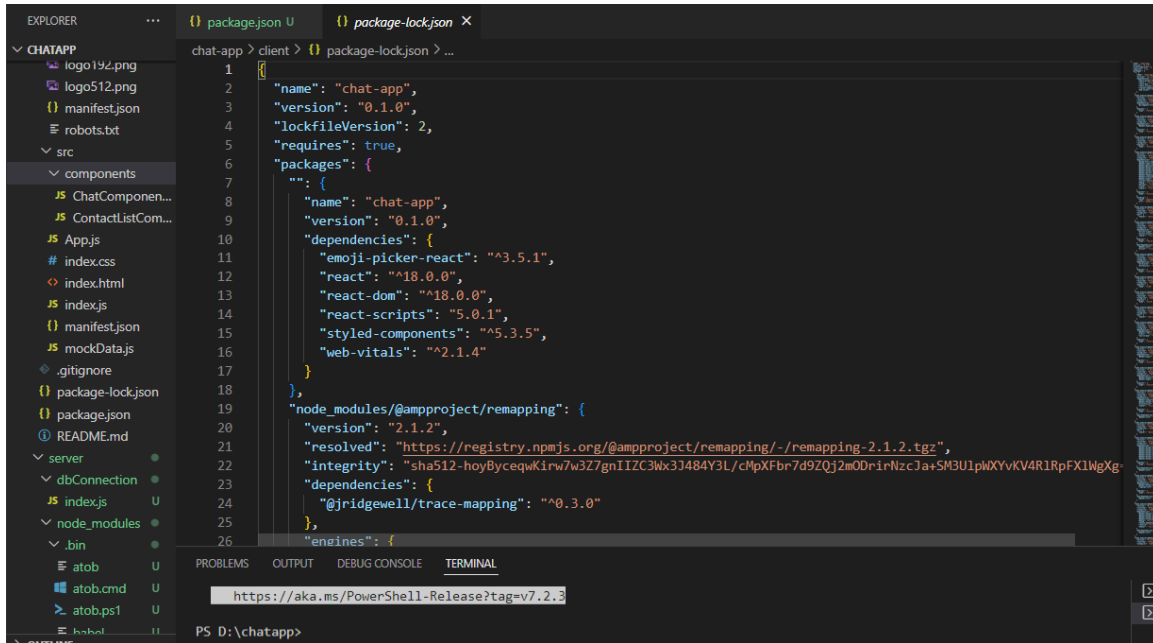 EXPLORER ...
{} package.json U {} package-lock.json ×
CHATAPP
chat-app > client > {} package-lock.json > ...
logo192.png
logo512.png
{} manifest.json
robots.txt
src
components
JS ChatComponen...
JS ContactListCom...
JS App.js
# index.css
<> index.html
JS index.js
{} manifest.json
JS mockData.js
.gitignore
{} package-lock.json
{} package.json
README.md
server
dbConnection
JS index.js U
node_modules
.bin
atob U
atob.cmd U
atob.ps1 U
babel U
OUTLINE
1 {
2 "name": "chat-app",
3 "version": "0.1.0",
4 "lockfileVersion": 2,
5 "requires": true,
6 "packages": {
7 "": {
8 "name": "chat-app",
9 "version": "0.1.0",
10 "dependencies": {
11 "emoji-picker-react": "^3.5.1",
12 "react": "^18.0.0",
13 "react-dom": "^18.0.0",
14 "react-scripts": "5.0.1",
15 "styled-components": "^5.3.5",
16 "web-vitals": "^2.1.4"
17 }
18 },
19 "node_modules/@ampproject/remapping": {
20 "version": "2.1.2",
21 "resolved": "https://registry.npmjs.org/@ampproject/remapping/-/remapping-2.1.2.tgz",
22 "integrity": "sha512-hoyByceqwKirw7w3Z7gnIIZC3Wx3J484Y3L/cMpXFbr7d9ZQj2mODrirNzcJa+SM3UlpWXYvKV4RlRpFXlWgXg=
23 "dependencies": {
24 "@jridgewell/trace-mapping": "^0.3.0"
25 },
26 "engines": {
PROBLEMS OUTPUT DEBUG CONSOLE TERMINAL
https://aka.ms/PowerShell-Release?tag=v7.2.3
PS D:\chatapp>